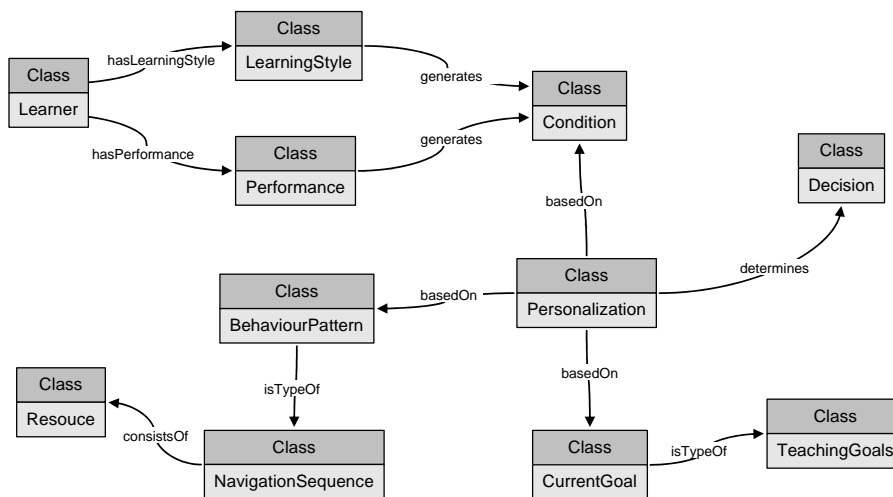 Class
LearningStyle
hasLearningStyle
Class
Learner
generates
Class
Condition
hasPerformance
generates
Class
Performance
Class
Decision
basedOn
Class
Personalization
determines
Class
BehaviourPattern
basedOn
isTypeOf
basedOn
Class
Resouce
consistsOf
Class
NavigationSequence
Class
CurrentGoal
isTypeOf
Class
TeachingGoals